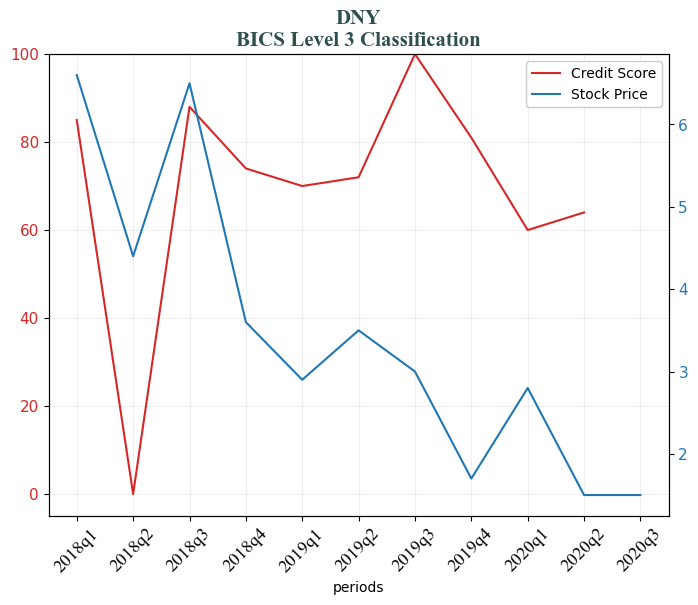 DNY
BICS Level 3 Classification
Credit Score
Stock Price
100
80
60
40
20
0
6
5
4
3
2
2018q1
2018q2
2018q3
2018q4
2019q1
2019q2
2019q3
2019q4
2020q1
2020q2
2020q3
periods